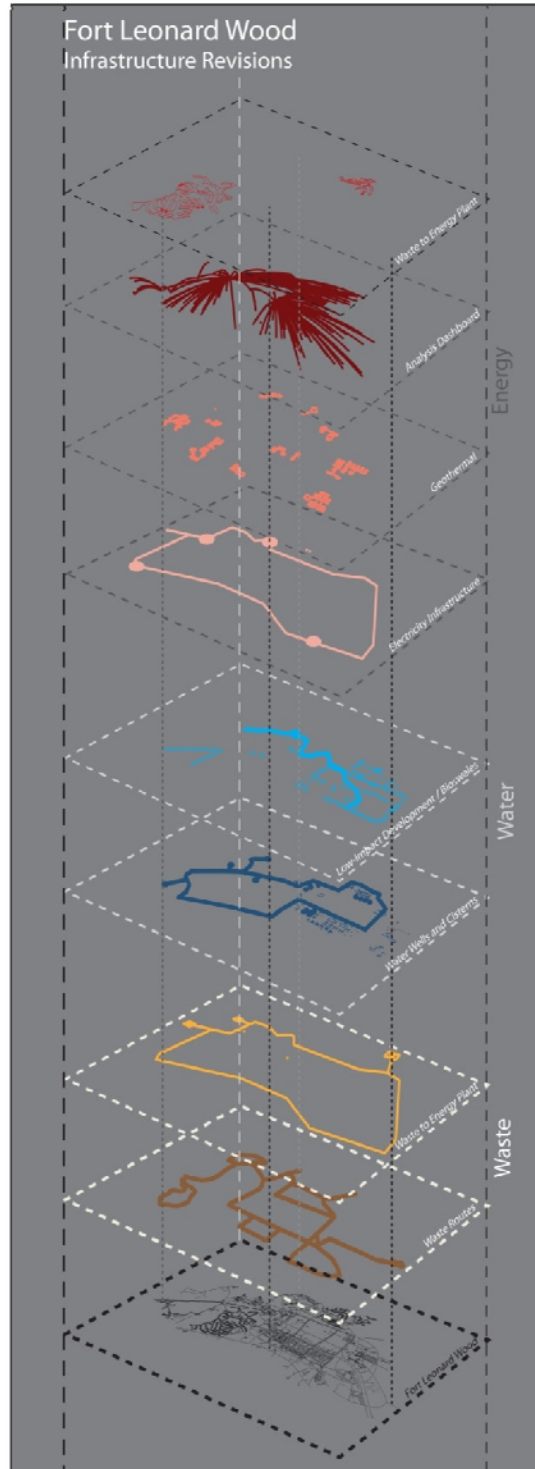 Fort Leonard Wood
Infrastructure Revisions
Waste to Energy Plant
Analysis Dashboard
Energy
Geothermal
Electricity Infrastructure
Low-Impact Development / Bioswales
Water
Water Wells and Cisterns
Waste to Energy Plant
Waste
Waste Routes
Fort Leonard Wood